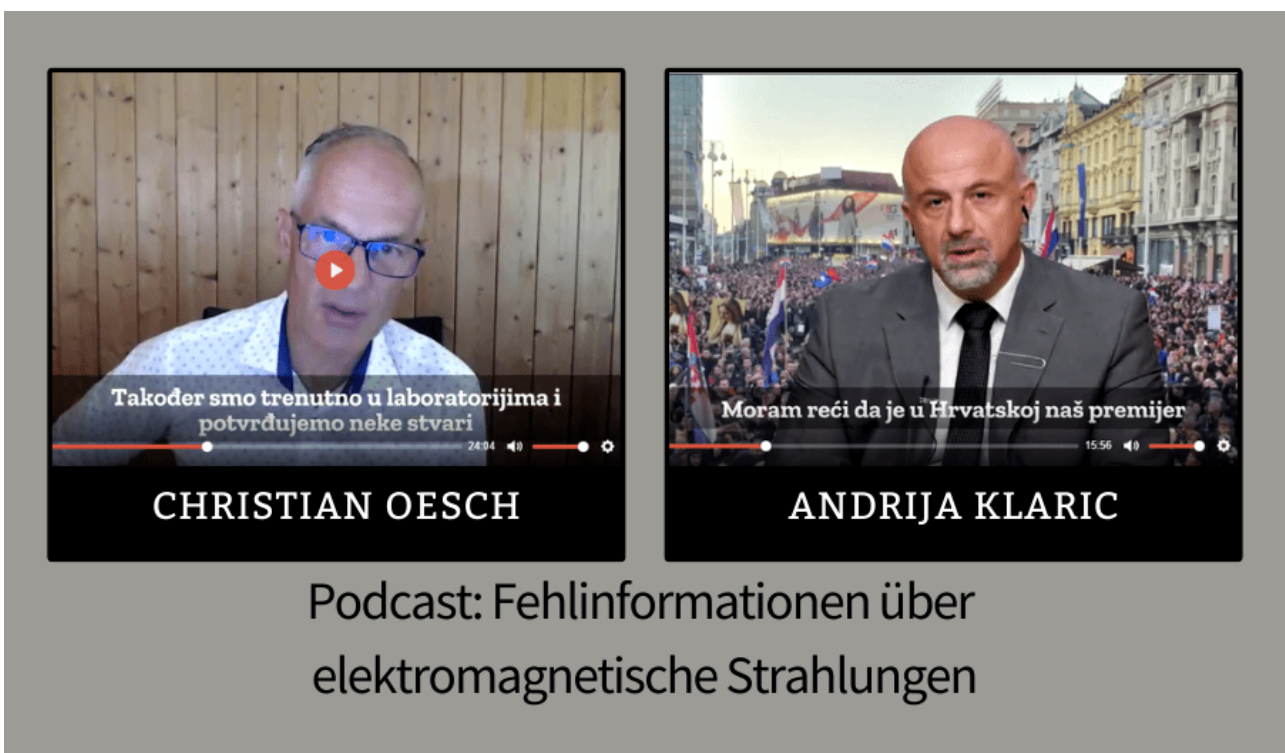 Također smo trenutno u laboratorijima i
potvrđujemo neke stvari
24:04
CHRISTIAN OESCH
Moram reći da je u Hrvatskoj naš premijer
15:56
ANDRIJA KLARIC
Podcast: Fehlinformationen über
elektromagnetische Strahlungen